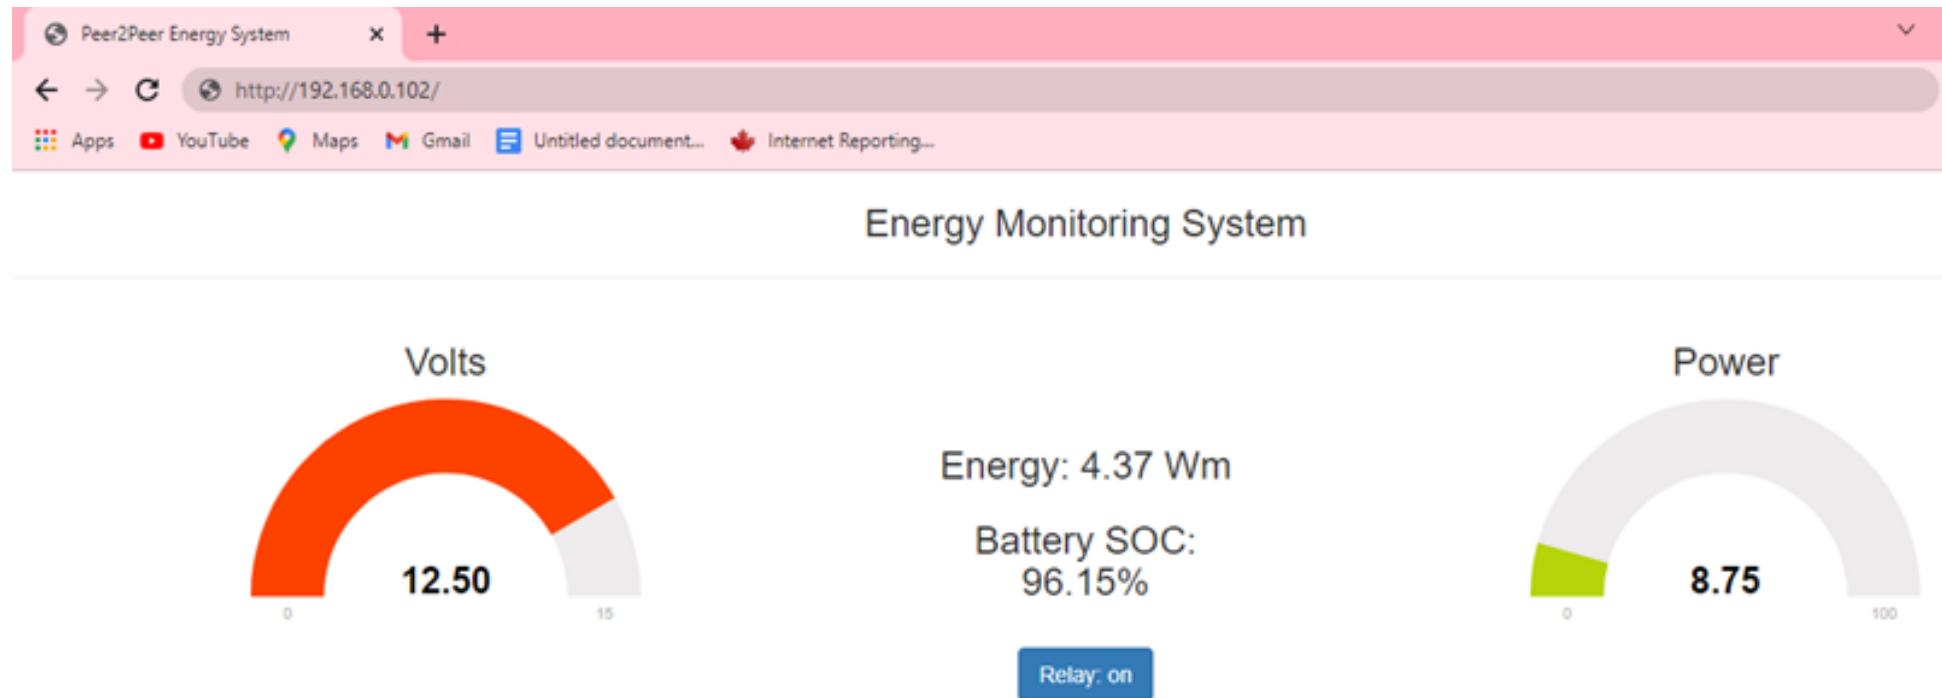 Peer2Peer Energy System
http://192.168.0.102/
Apps YouTube Maps Gmail Untitled document... Internet Reporting...
Energy Monitoring System
Volts
12.50
0 15
Energy: 4.37 Wm
Battery SOC:
96.15%
Relay: on
Power
8.75
0 100